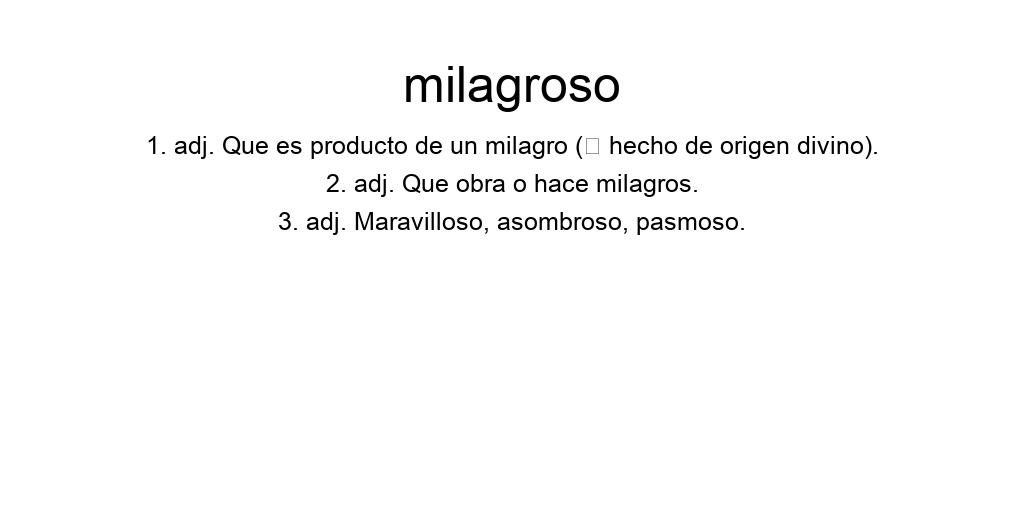 milagroso
1. adj. Que es producto de un milagro (□ hecho de origen divino).
2. adj. Que obra o hace milagros.
3. adj. Maravilloso, asombroso, pasmoso.